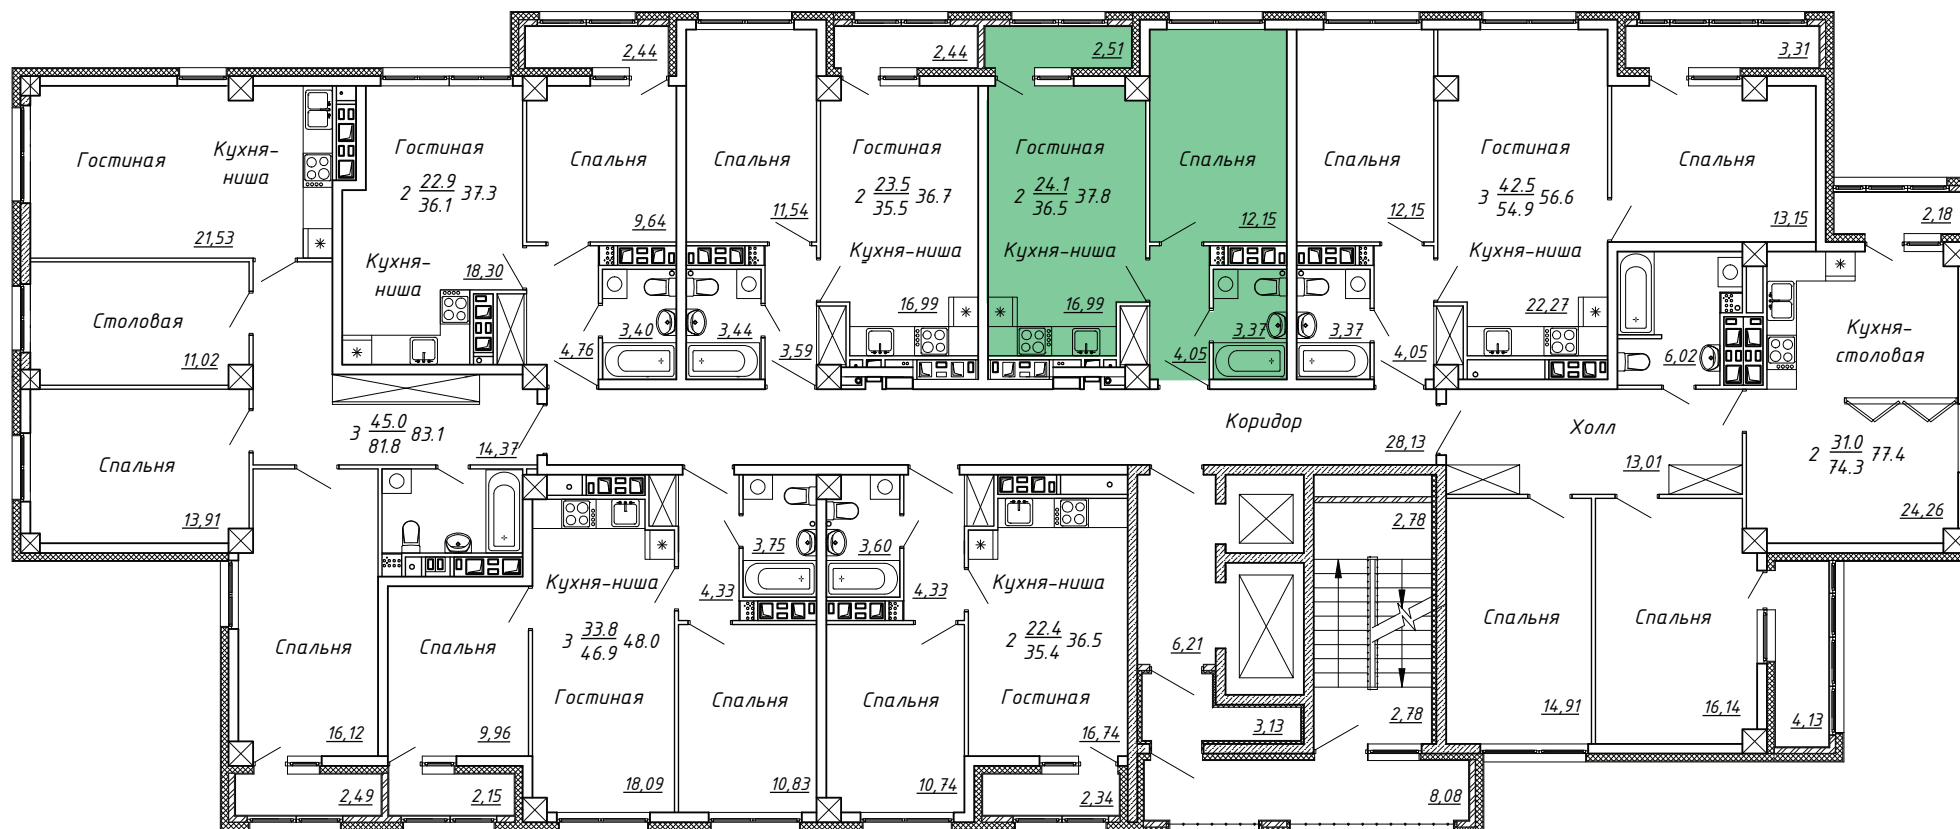 2,44
2,44
2,51
3,31
Гостиная
Кухня-
ниша
21,53
Гостиная
2 22.9 37.3
36.1
Кухня-
ниша
18,30
Спальня
9,64
Спальня
11,54
Гостиная
2 23.5 36.7
35.5
Кухня-ниша
16,99
Гостиная
2 24.1 37.8
36.5
Кухня-ниша
16,99
Спальня
12,15
Спальня
12,15
Гостиная
3 42.5 56.6
54.9
Кухня-ниша
22,27
Спальня
13,15
2,18
Столовая
11,02
4,76
3,40
3,44
3,59
4,05
3,37
3,37
4,05
6,02
Кухня-
столовая
Спальня
13,91
3 45.0 83.1
81.8
14,37
Коридор
28,13
Холл
13,01
2 31.0 77.4
74.3
24,26
Спальня
16,12
Спальня
9,96
Кухня-ниша
3 33.8 48.0
46.9
Гостиная
18,09
4,33
3,75
3,60
4,33
Спальня
10,83
Спальня
10,74
Кухня-ниша
2 22.4 36.5
35.4
Гостиная
16,74
6,21
3,13
2,78
2,78
Спальня
14,91
Спальня
16,14
4,13
2,49
2,15
2,34
8,08